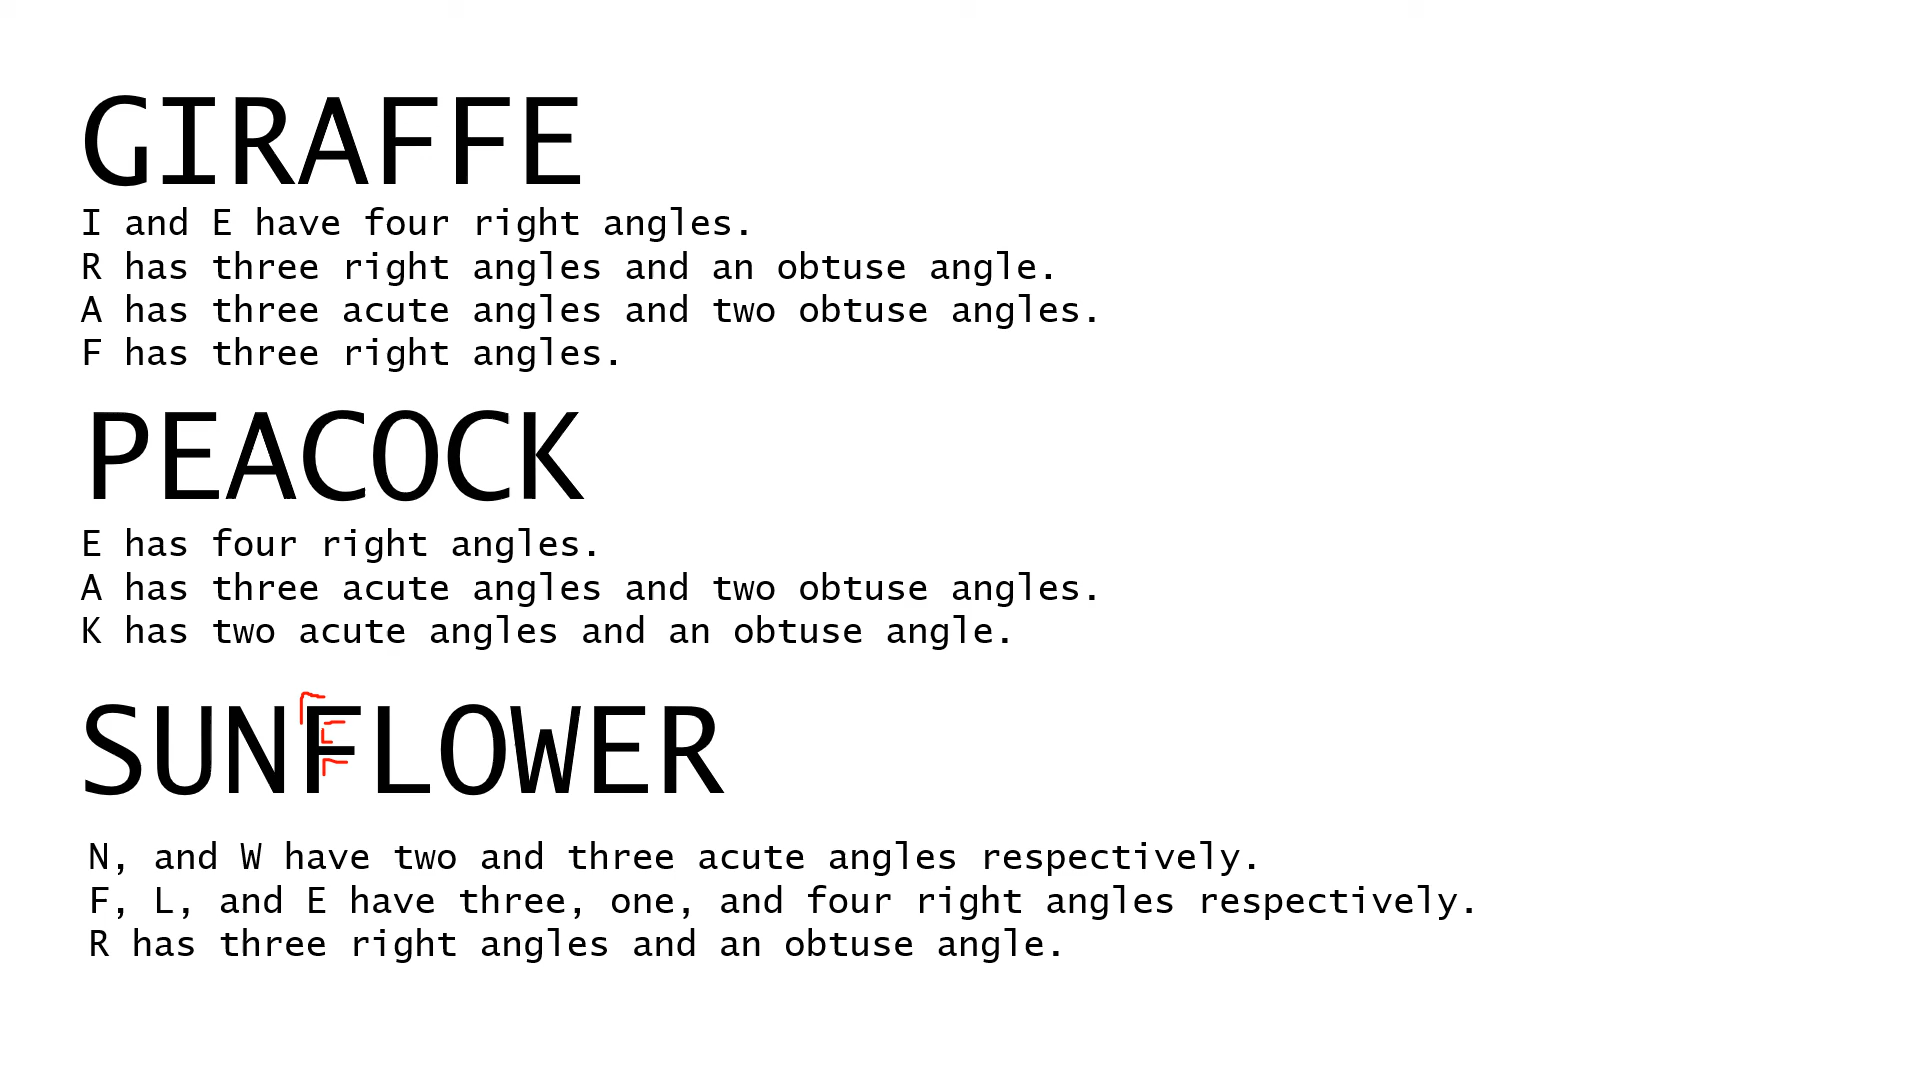 GIRAFFE
I and E have four right angles.
R has three right angles and an obtuse angle.
A has three acute angles and two obtuse angles.
F has three right angles.
PEACOCK
E has four right angles.
A has three acute angles and two obtuse angles.
K has two acute angles and an obtuse angle.
SUNFLOWER
N, and W have two and three acute angles respectively.
F, L, and E have three, one, and four right angles respectively.
R has three right angles and an obtuse angle.